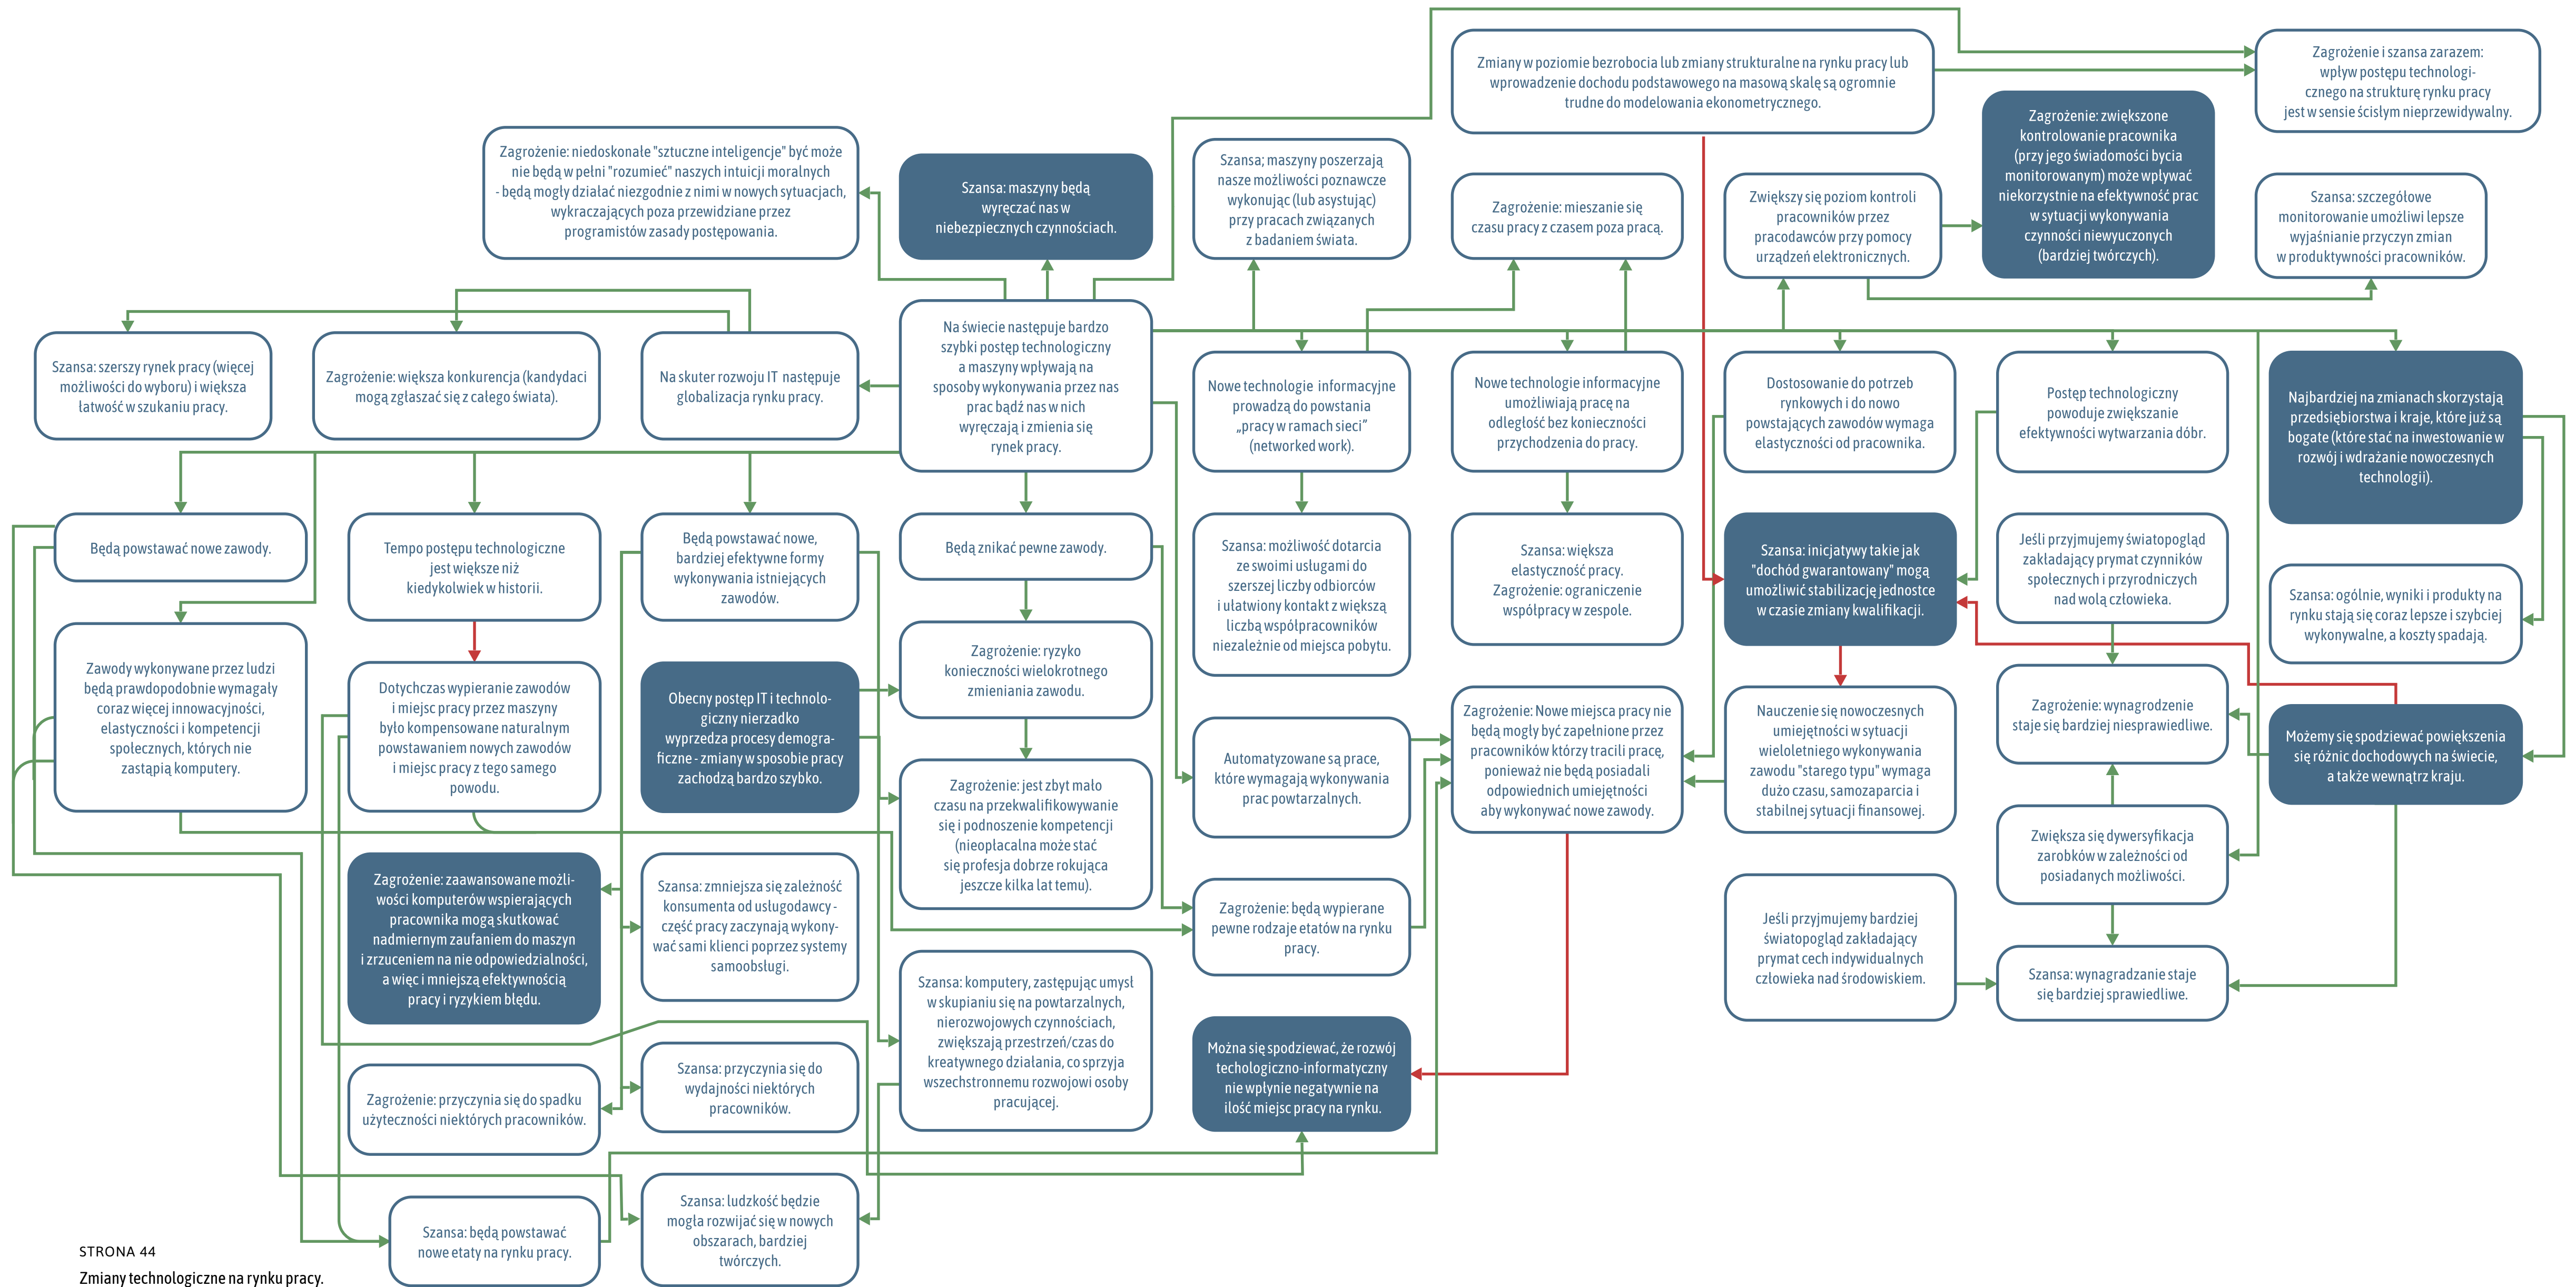 Zmiany w poziomie bezrobocia lub zmiany strukturalne na rynku pracy lub
wprowadzenie dochodu podstawowego na masową skalę są ogromnie
trudne do modelowania ekonometrycznego.
Zagrożenie i szansa zarazem:
wpływ postępu technologi-
cznego na strukturę rynku pracy
jest w sensie ścisłym nieprzewidywalny.
Zagrożenie: niedoskonałe "sztuczne inteligencje" być może
nie będą w pełni "rozumieć" naszych intuicji moralnych
- będą mogły działać niezgodnie z nimi w nowych sytuacjach,
wykraczających poza przewidziane przez
programistów zasady postępowania.
Szansa: maszyny będą
wyręczać nas w
niebezpiecznych czynnościach.
Szansa; maszyny poszerzają
nasze możliwości poznawcze
wykonując (lub asystując)
przy pracach związanych
z badaniem świata.
Zagrożenie: mieszanie się
czasu pracy z czasem poza pracą.
Zwiększy się poziom kontroli
pracowników przez
pracodawców przy pomocy
urządzeń elektronicznych.
Zagrożenie: zwiększone
kontrolowanie pracownika
(przy jego świadomości bycia
monitorowanym) może wpływać
niekorzystnie na efektywność prac
w sytuacji wykonywania
czynności niewyuczonych
(bardziej twórczych).
Szansa: szczegółowe
monitorowanie umożliwi lepsze
wyjaśnianie przyczyn zmian
w produktywności pracowników.
Szansa: szerszy rynek pracy (więcej
możliwości do wyboru) i większa
łatwość w szukaniu pracy.
Zagrożenie: większa konkurencja (kandydaci
mogą zgłaszać się z całego świata).
Na skuter rozwoju IT następuje
globalizacja rynku pracy.
Na świecie następuje bardzo
szybki postęp technologiczny
a maszyny wpływają na
sposoby wykonywania przez nas
prac bądź nas w nich
wyręczają i zmienia się
rynek pracy.
Nowe technologie informacyjne
prowadzą do powstania
„pracy w ramach sieci”
(networked work).
Nowe technologie informacyjne
umożliwiają pracę na
odległość bez konieczności
przychodzenia do pracy.
Dostosowanie do potrzeb
rynkowych i do nowo
powstających zawodów wymaga
elastyczności od pracownika.
Postęp technologiczny
powoduje zwiększanie
efektywności wytwarzania dóbr.
Najbardziej na zmianach skorzystają
przedsiębiorstwa i kraje, które już są
bogate (które stać na inwestowanie w
rozwój i wdrażanie nowoczesnych
technologii).
Będą powstawać nowe zawody.
Tempo postępu technologiczne
jest większe niż
kiedykolwiek w historii.
Będą powstawać nowe,
bardziej efektywne formy
wykonywania istniejących
zawodów.
Będą znikać pewne zawody.
Szansa: możliwość dotarcia
ze swoimi usługami do
szerszej liczby odbiorców
i ułatwiony kontakt z większą
liczbą współpracowników
niezależnie od miejsca pobytu.
Szansa: większa
elastyczność pracy.
Zagrożenie: ograniczenie
współpracy w zespole.
Szansa: inicjatywy takie jak
"dochód gwarantowany" mogą
umożliwić stabilizację jednostce
w czasie zmiany kwalifikacji.
Jeśli przyjmujemy światopogląd
zakładający prymat czynników
społecznych i przyrodniczych
nad wolą człowieka.
Szansa: ogólnie, wyniki i produkty na
rynku stają się coraz lepsze i szybciej
wykonywalne, a koszty spadają.
Zawody wykonywane przez ludzi
będą prawdopodobnie wymagały
coraz więcej innowacyjności,
elastyczności i kompetencji
społecznych, których nie
zastąpią komputery.
Dotychczas wypieranie zawodów
i miejsc pracy przez maszyny
było kompensowane naturalnym
powstawaniem nowych zawodów
i miejsc pracy z tego samego
powodu.
Obecny postęp IT i technolo-
giczny nierzadko
wyprzedza procesy demogra-
ficzne - zmiany w sposobie pracy
zachodzą bardzo szybko.
Zagrożenie: ryzyko
konieczności wielokrotnego
zmieniania zawodu.
Zagrożenie: jest zbyt mało
czasu na przekwalifikowywanie
się i podnoszenie kompetencji
(nieopłacalna może stać
się profesja dobrze rokująca
jeszcze kilka lat temu).
Automatyzowane są prace,
które wymagają wykonywania
prac powtarzalnych.
Zagrożenie: Nowe miejsca pracy nie
będą mogły być zapełnione przez
pracowników którzy tracili pracę,
ponieważ nie będą posiadali
odpowiednich umiejętności
aby wykonywać nowe zawody.
Nauczenie się nowoczesnych
umiejętności w sytuacji
wieloletniego wykonywania
zawodu "starego typu" wymaga
dużo czasu, samozaparcia i
stabilnej sytuacji finansowej.
Zagrożenie: wynagrodzenie
staje się bardziej niesprawiedliwe.
Możemy się spodziewać powiększenia
się różnic dochodowych na świecie,
a także wewnątrz kraju.
Zwiększa się dywersyfikacja
zarobków w zależności od
posiadanych możliwości.
Zagrożenie: zaawansowane możli-
wości komputerów wspierających
pracownika mogą skutkować
nadmiernym zaufaniem do maszyn
i zrzuceniem na nie odpowiedzialności,
a więc i mniejszą efektywnością
pracy i ryzykiem błędu.
Szansa: zmniejsza się zależność
konsumenta od usługodawcy -
część pracy zaczynają wykony-
wać sami klienci poprzez systemy
samoobsługi.
Zagrożenie: będą wypierane
pewne rodzaje etatów na rynku
pracy.
Jeśli przyjmujemy bardziej
światopogląd zakładający
prymat cech indywidualnych
człowieka nad środowiskiem.
Szansa: wynagradzanie staje
się bardziej sprawiedliwe.
Szansa: komputery, zastępując umysł
w skupianiu się na powtarzalnych,
nierozwojowych czynnościach,
zwiększają przestrzeń/czas do
kreatywnego działania, co sprzyja
wszechstronnemu rozwojowi osoby
pracującej.
Można się spodziewać, że rozwój
techologiczno-informatyczny
nie wpłynie negatywnie na
ilość miejsc pracy na rynku.
Zagrożenie: przyczynia się do spadku
użyteczności niektórych pracowników.
Szansa: przyczynia się do
wydajności niektórych
pracowników.
Szansa: będą powstawać
nowe etaty na rynku pracy.
Szansa: ludzkość będzie
mogła rozwijać się w nowych
obszarach, bardziej
twórczych.
STRONA 44
Zmiany technologiczne na rynku pracy.